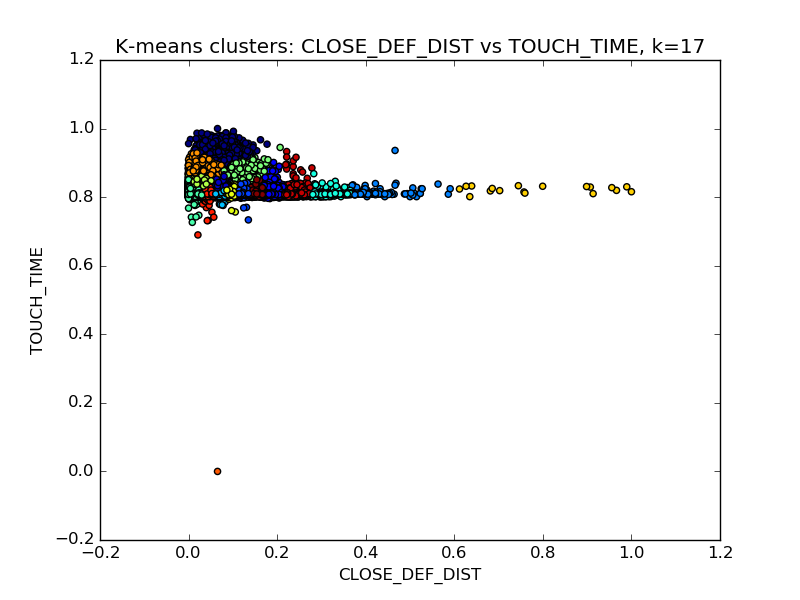 K-means clusters: CLOSE_DEF_DIST vs TOUCH_TIME, k=17
1.2
1.0
0.8
0.6
0.4
0.2
0.0
−0.2
TOUCH_TIME
−0.2 0.0 0.2 0.4 0.6 0.8 1.0 1.2
CLOSE_DEF_DIST